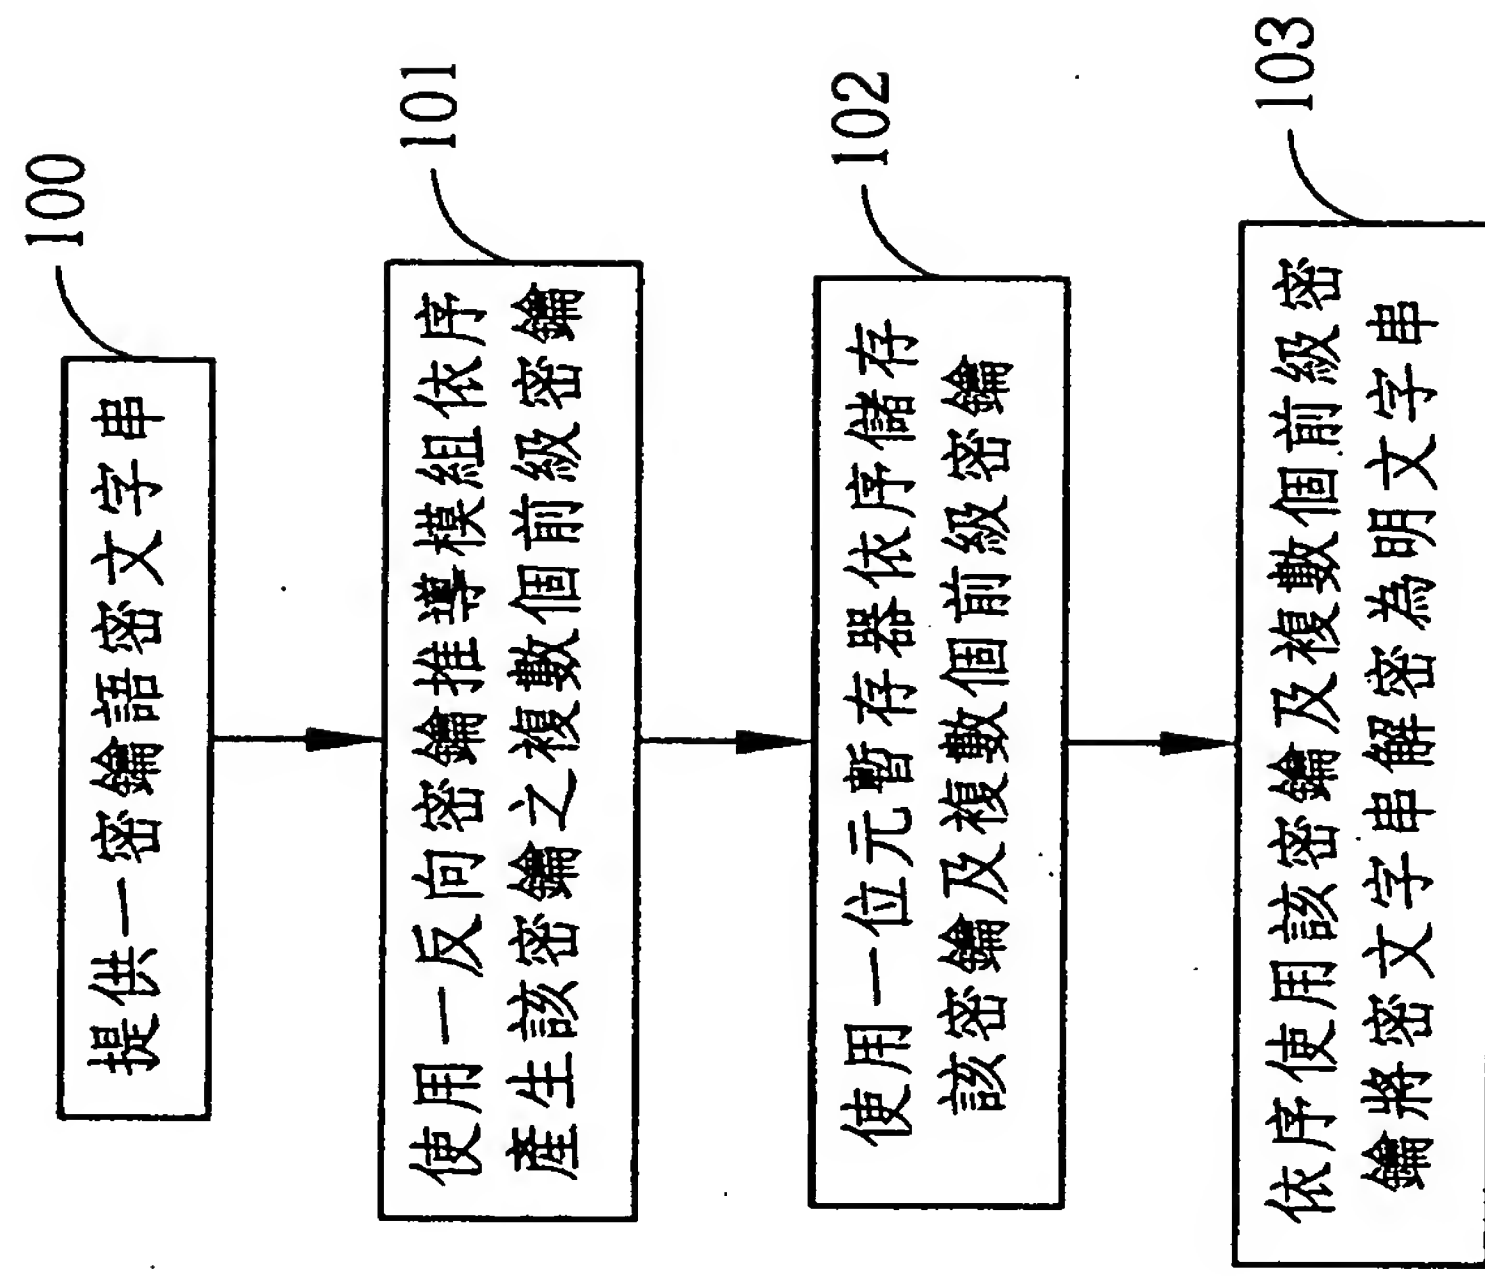 100
提供一密鑰語密文字串
101
使用一反向密鑰推導模組依序
產生該密鑰之複數個前級密鑰
102
使用一位元暫存器依序儲存
該密鑰及複數個前級密鑰
103
依序使用該密鑰及複數個前級密
鑰將密文字串解密為明文字串